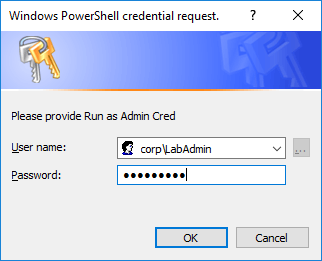 Windows PowerShell credential request.
Please provide Run as Admin Cred
User name:
corp\LabAdmin
...
Password:
●●●●●●●●●
OK
Cancel